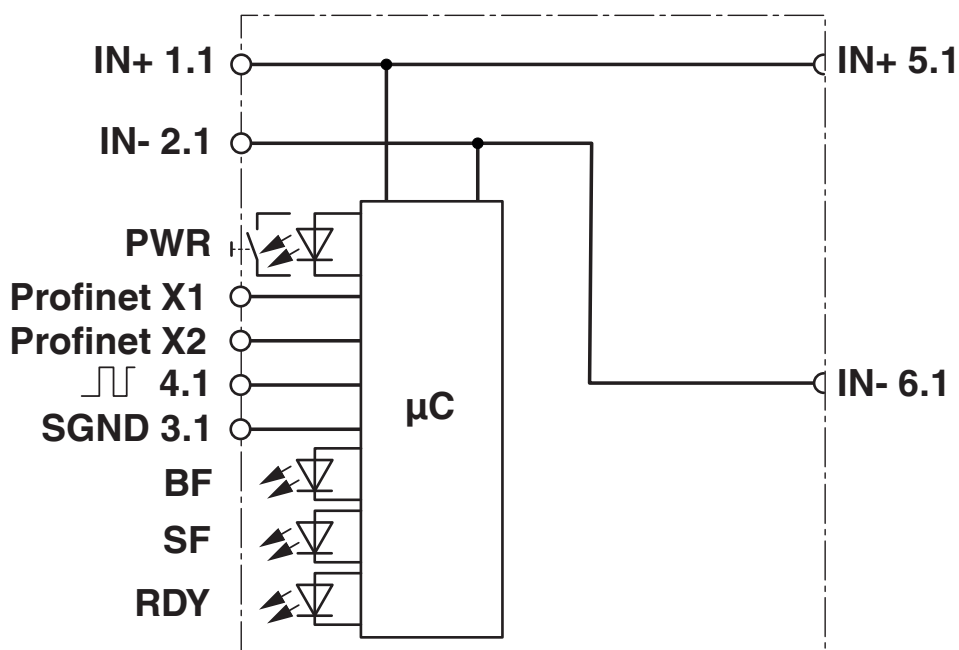 IN+ 1.1
IN+ 5.1
IN- 2.1
PWR
Profinet X1
Profinet X2
4.1
IN- 6.1
µC
SGND 3.1
BF
SF
RDY